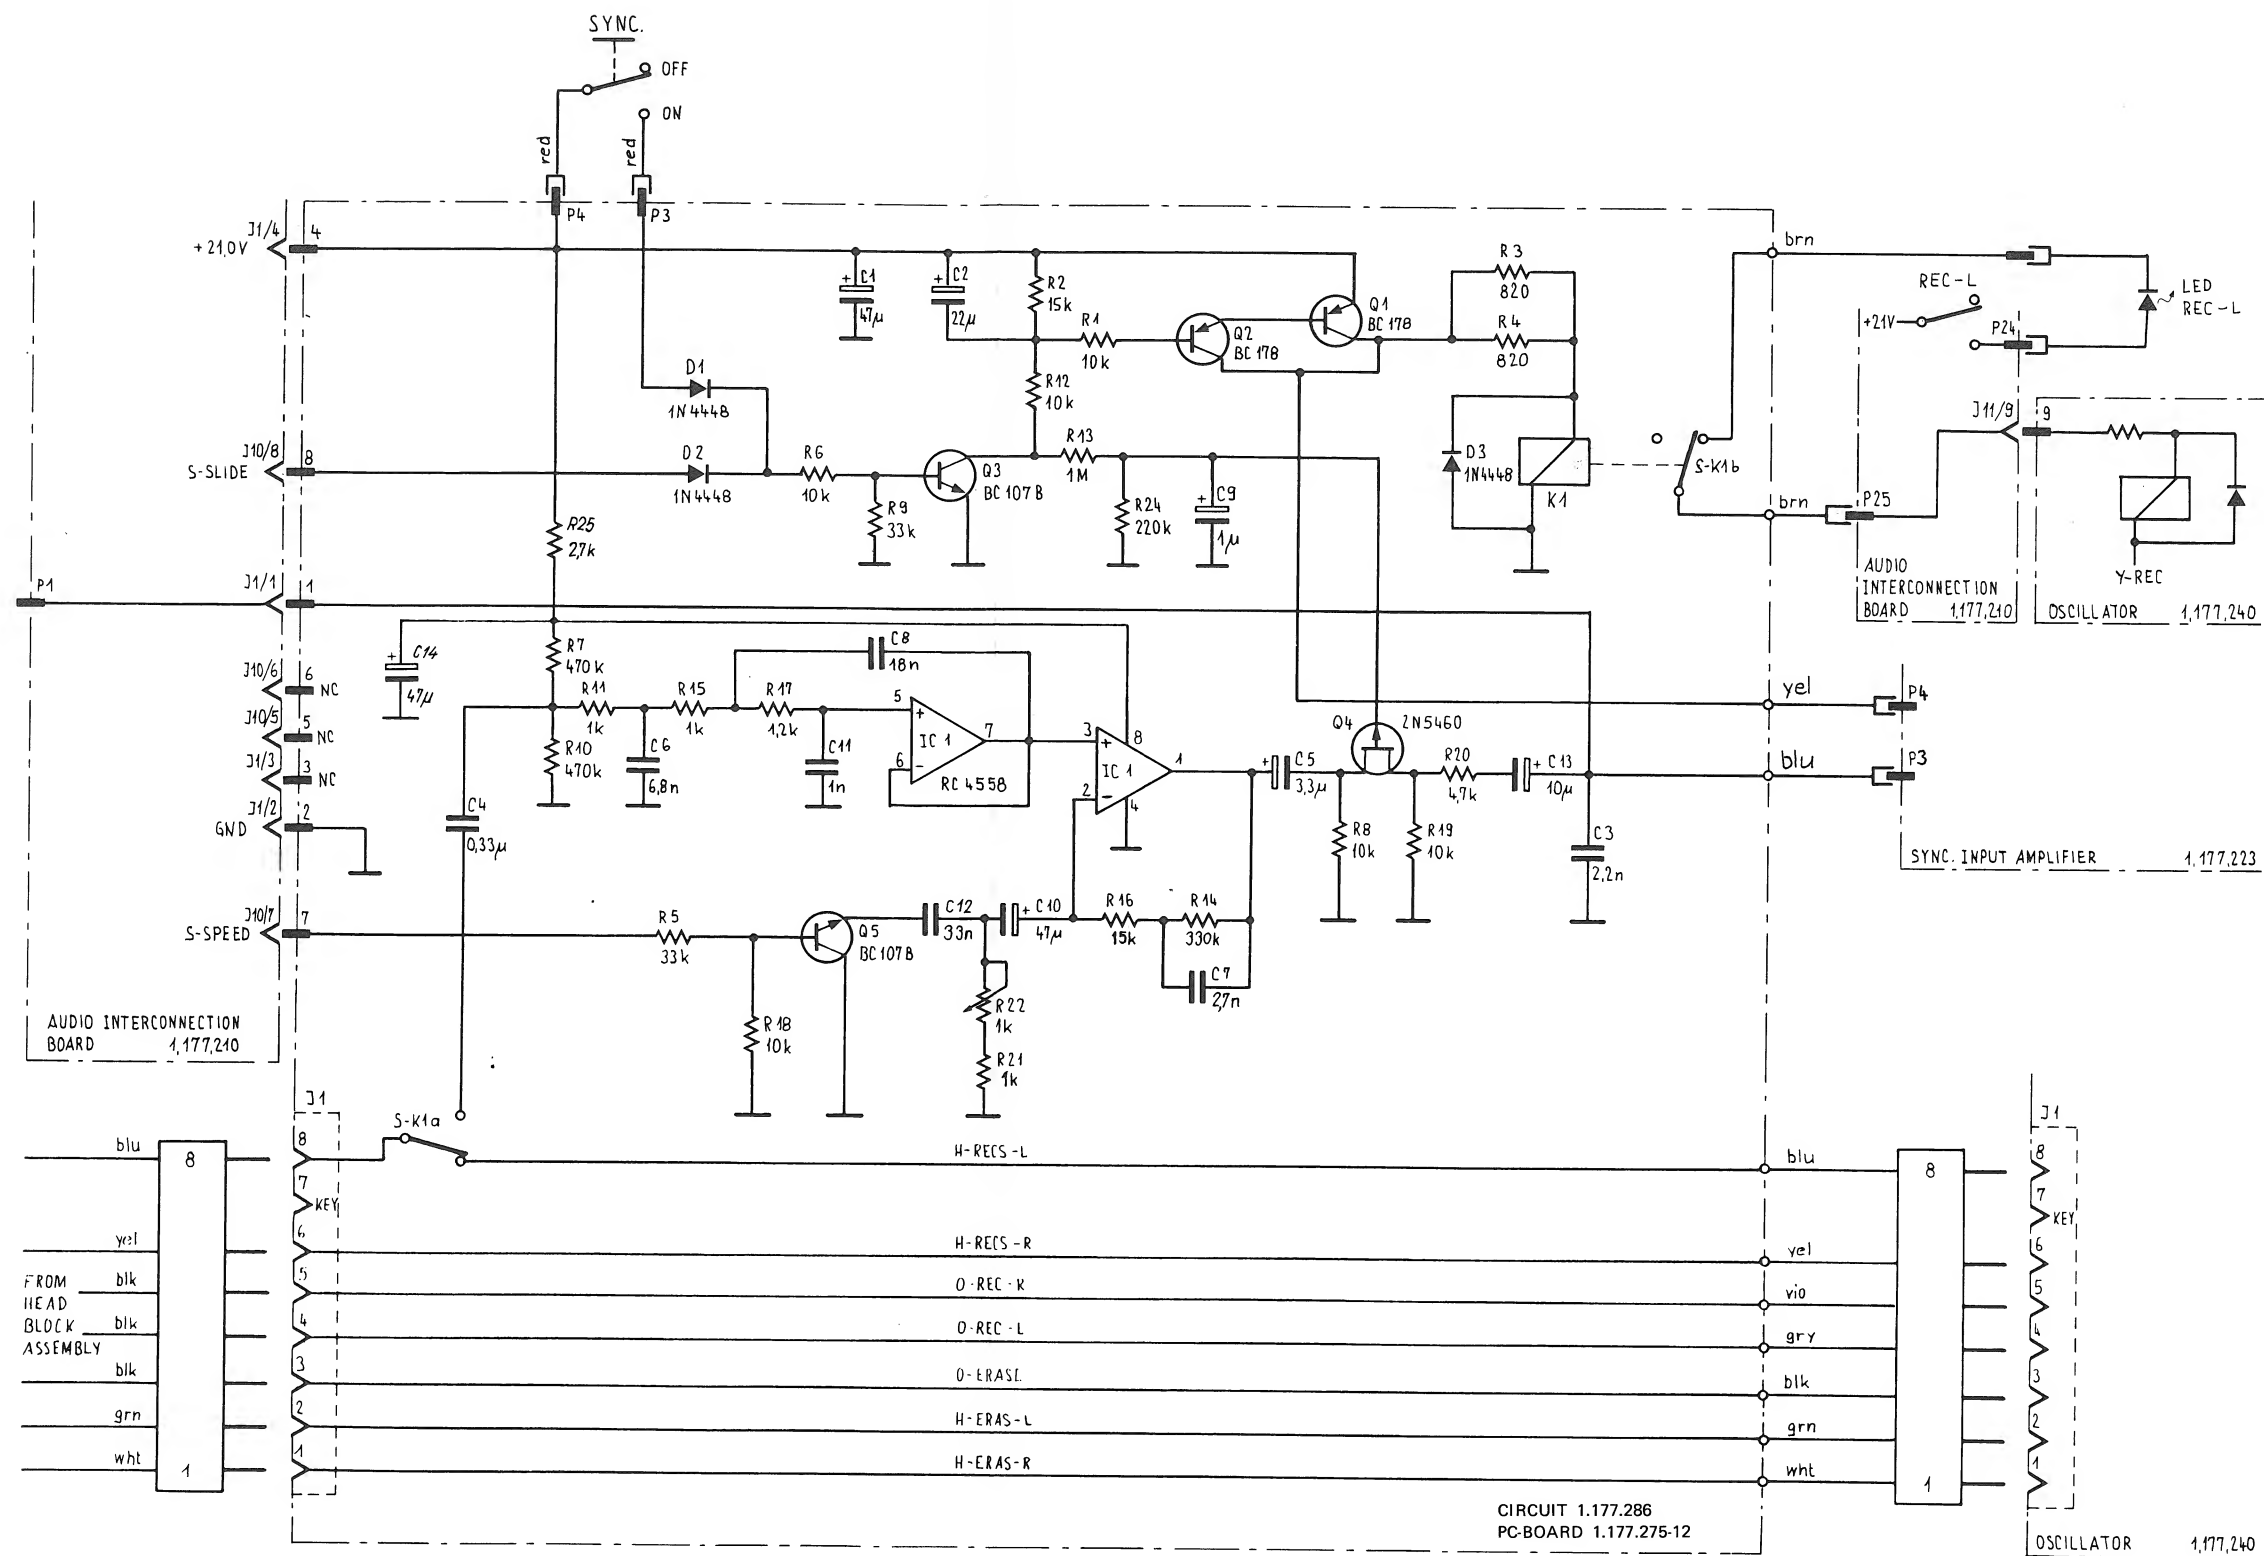 SYNC.
OFF
ON
red
red
P4
P3
J1/4
4
+21,0V
+ C1
47µ
+ C2
22µ
R2
15k
R1
10k
Q2
BC 178
Q1
BC 178
R3
820
R4
820
brn
REC-L
+21V
P24
LED
REC-L
D1
1N4448
R12
10k
J10/8
8
S-SLIDE
D2
1N4448
R6
10k
Q3
BC 107 B
R13
1M
R9
33k
R24
220k
+ C9
1µ
D3
1N4448
K1
S-K1b
brn
P25
J11/9
9
Y-REC
AUDIO
INTERCONNECTION
BOARD 1,177,210
OSCILLATOR 1,177,240
R25
2,7k
P1
J1/1
1
+ C14
47µ
R7
470k
C8
18n
J10/6
6
NC
J10/5
5
NC
J1/3
3
NC
J1/2
2
GND
R11
1k
R15
1k
R17
1,2k
R10
470k
C6
6,8n
C11
1n
5
+
IC 1
7
6
-
RC 4558
3
+
8
IC 1
1
2
-
4
Q4
2N5460
+ C5
3,3µ
R20
4,7k
+ C13
10µ
R8
10k
R19
10k
C3
2,2n
yel
P4
blu
P3
SYNC. INPUT AMPLIFIER 1,177,223
C4
0,33µ
J10/7
7
S-SPEED
R5
33k
Q5
BC 107 B
C12
33n
+ C10
47µ
R16
15k
R14
330k
C7
2,7n
R18
10k
R22
1k
R21
1k
AUDIO INTERCONNECTION
BOARD 1,177,210
J1
S-K1a
J1
blu
8
8
H-RECS-L
blu
8
8
7
KEY
7
KEY
yel
6
H-RECS-R
yel
6
FROM
HEAD
BLOCK
ASSEMBLY
blk
5
O-REC-R
vio
5
blk
4
O-REC-L
gry
4
blk
3
blk
3
grn
2
H-ERAS-L
grn
2
wht
1
1
H-ERAS-R
wht
1
1
CIRCUIT 1.177.286
PC-BOARD 1.177.275-12
OSCILLATOR 1,177,240